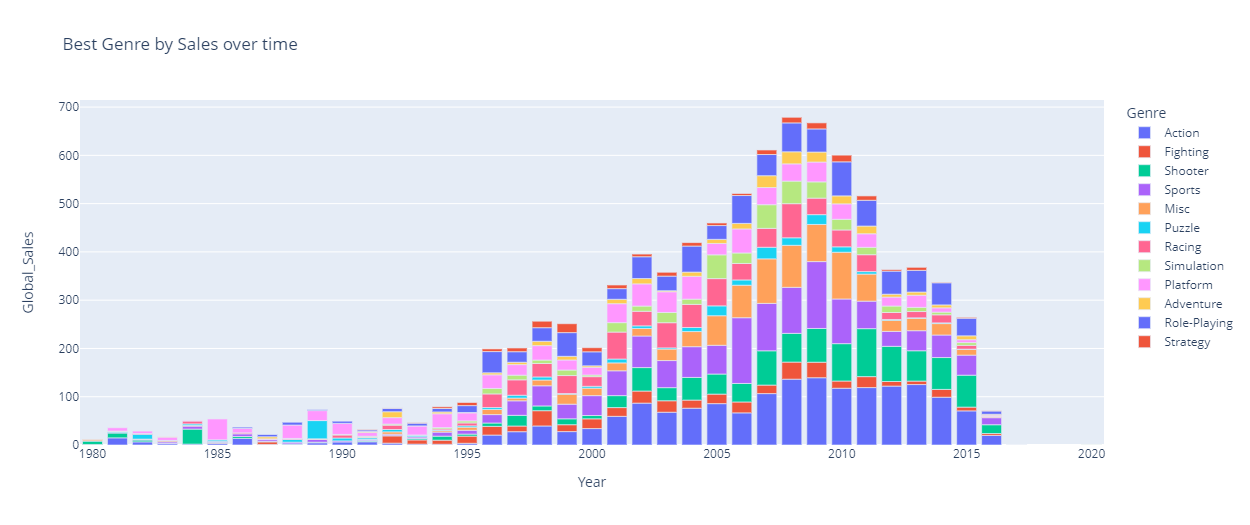 Best Genre by Sales over time
700
600
500
400
300
200
100
0
Global_Sales
1980 1985 1990 1995 2000 2005 2010 2015 2020
Year
Genre
Action
Fighting
Shooter
Sports
Misc
Puzzle
Racing
Simulation
Platform
Adventure
Role-Playing
Strategy